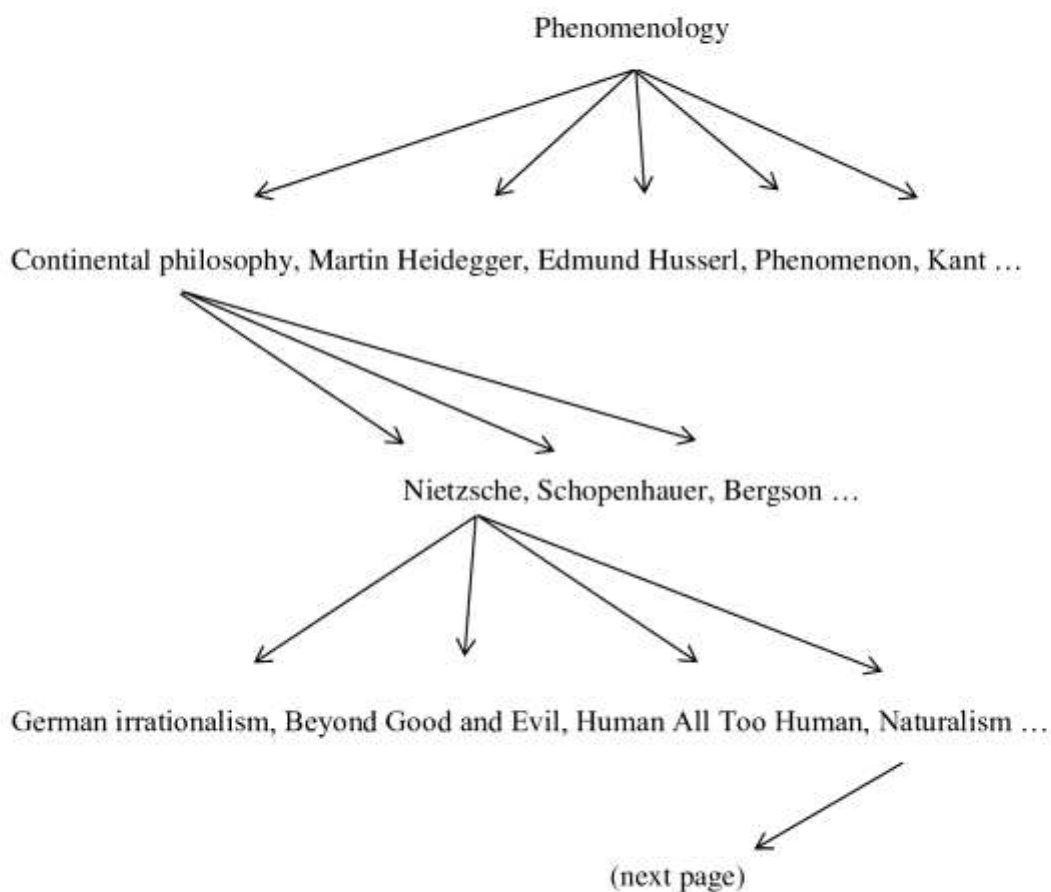 Phenomenology
Continental philosophy, Martin Heidegger, Edmund Husserl, Phenomenon, Kant …
Nietzsche, Schopenhauer, Bergson …
German irrationalism, Beyond Good and Evil, Human All Too Human, Naturalism …
(next page)